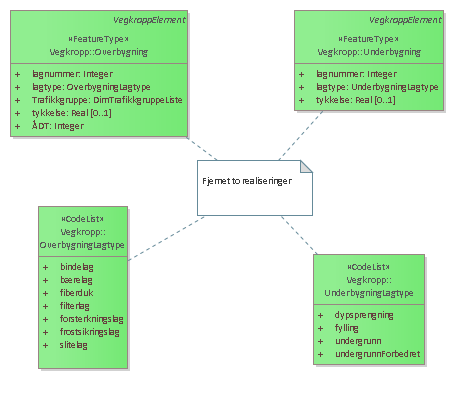 VegkroppElement
«FeatureType»
Vegkropp::Overbygning
+ lagnummer: Integer
+ lagtype: OverbygningLagtype
+ Trafikkgruppe: DimTrafikkgruppeListe
+ tykkelse: Real [0..1]
+ ÅDT: Integer
VegkroppElement
«FeatureType»
Vegkropp::Underbygning
+ lagnummer: Integer
+ lagtype: UnderbygningLagtype
+ tykkelse: Real [0..1]
Fjernet to realiseringer
«CodeList»
Vegkropp::
OverbygningLagtype
+ bindelag
+ bærelag
+ fiberduk
+ filterlag
+ forsterkningslag
+ frostsikringslag
+ slitelag
«CodeList»
Vegkropp::
UnderbygningLagtype
+ dypsprengning
+ fylling
+ undergrunn
+ undergrunnForbedret